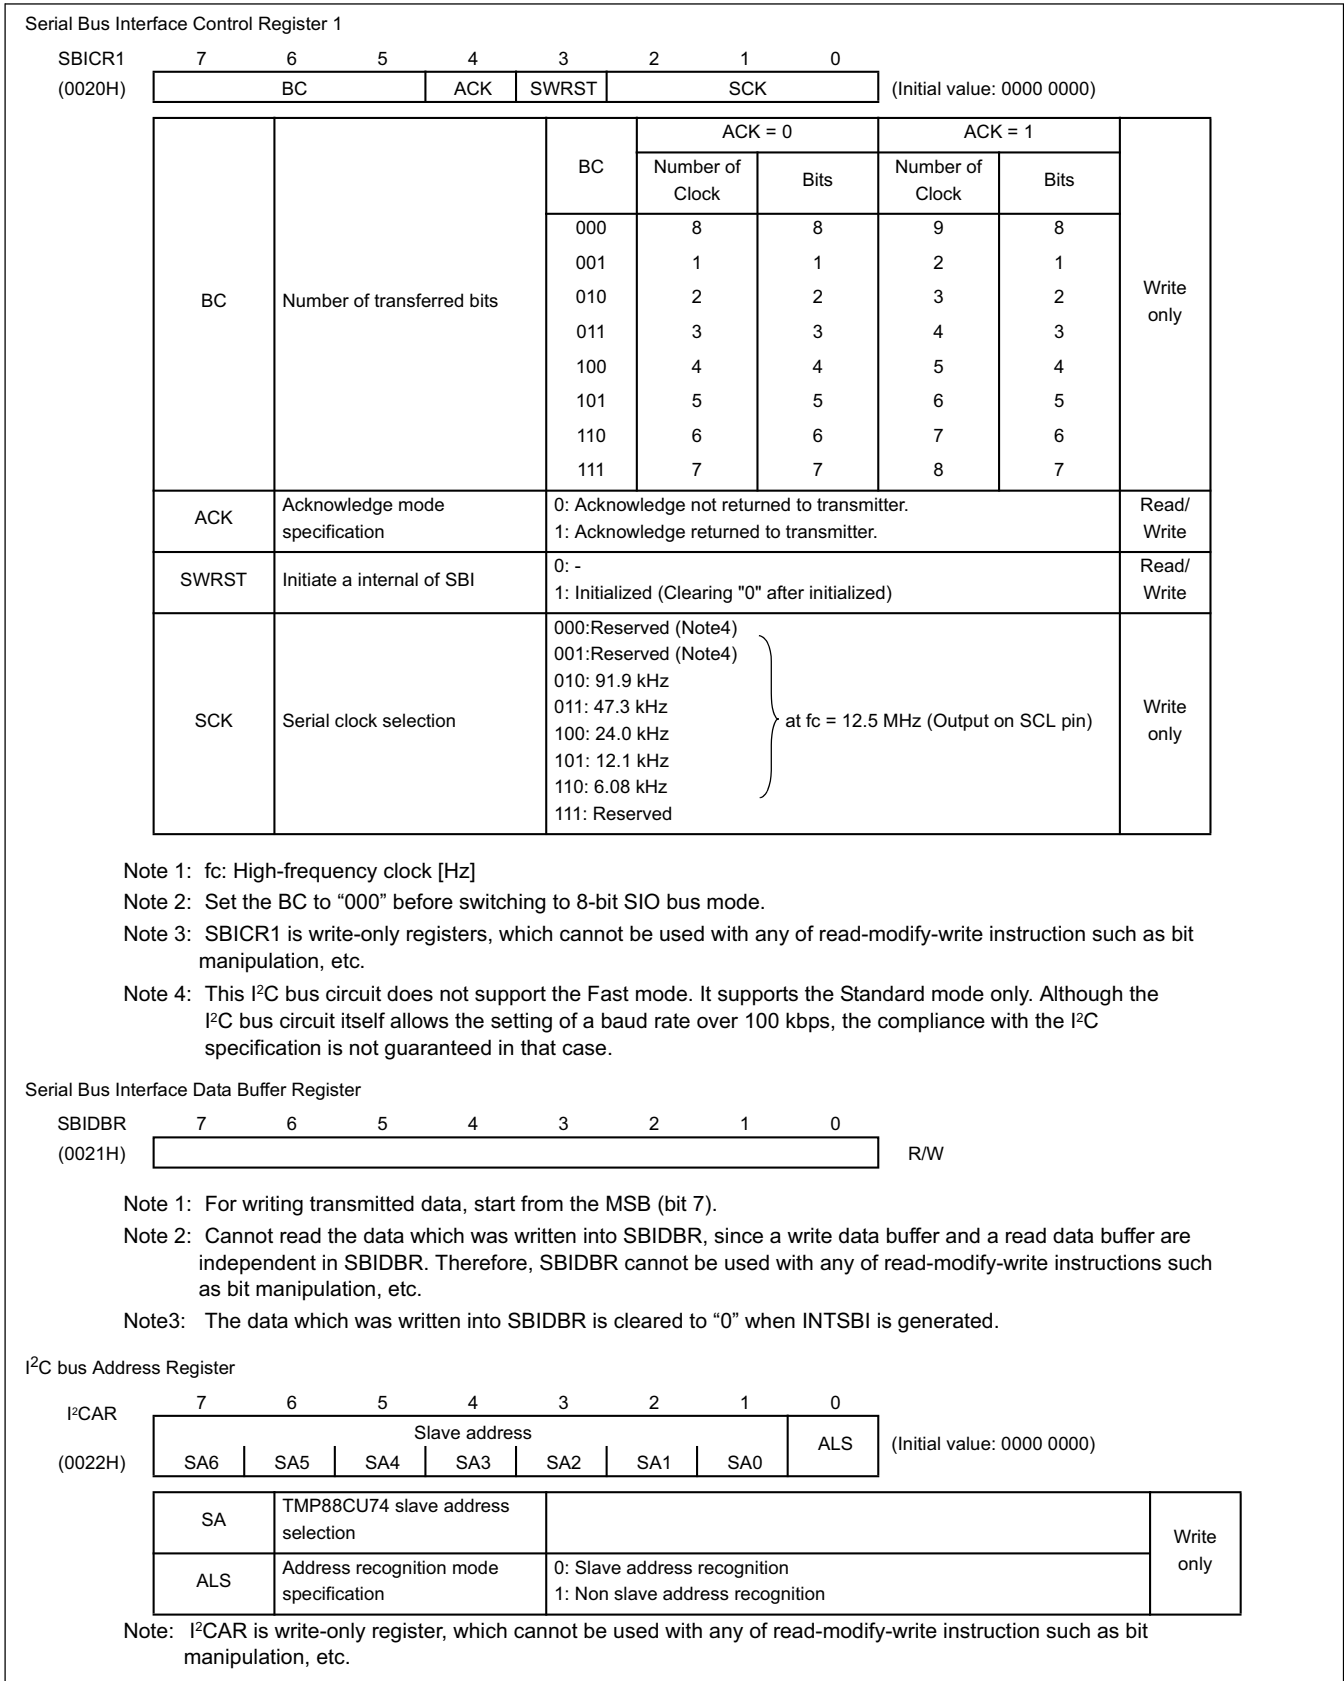 Serial Bus Interface Control Register 1
SBICR1 7 6 5 4 3 2 1 0
(0020H) BC ACK SWRST SCK (Initial value: 0000 0000)
BC Number of transferred bits BC ACK = 0 ACK = 1 Write only
Number of Clock Bits Number of Clock Bits
000 8 8 9 8
001 1 1 2 1
010 2 2 3 2
011 3 3 4 3
100 4 4 5 4
101 5 5 6 5
110 6 6 7 6
111 7 7 8 7
ACK Acknowledge mode specification
0: Acknowledge not returned to transmitter.
1: Acknowledge returned to transmitter.
Read/ Write
SWRST Initiate a internal of SBI
0: -
1: Initialized (Clearing "0" after initialized)
Read/ Write
SCK Serial clock selection
000:Reserved (Note4)
001:Reserved (Note4)
010: 91.9 kHz
011: 47.3 kHz
100: 24.0 kHz
101: 12.1 kHz
110: 6.08 kHz
111: Reserved
at fc = 12.5 MHz (Output on SCL pin)
Write only
Note 1: fc: High-frequency clock [Hz]
Note 2: Set the BC to “000” before switching to 8-bit SIO bus mode.
Note 3: SBICR1 is write-only registers, which cannot be used with any of read-modify-write instruction such as bit
manipulation, etc.
Note 4: This I²C bus circuit does not support the Fast mode. It supports the Standard mode only. Although the
I²C bus circuit itself allows the setting of a baud rate over 100 kbps, the compliance with the I²C
specification is not guaranteed in that case.
Serial Bus Interface Data Buffer Register
SBIDBR 7 6 5 4 3 2 1 0
(0021H) R/W
Note 1: For writing transmitted data, start from the MSB (bit 7).
Note 2: Cannot read the data which was written into SBIDBR, since a write data buffer and a read data buffer are
independent in SBIDBR. Therefore, SBIDBR cannot be used with any of read-modify-write instructions such
as bit manipulation, etc.
Note3: The data which was written into SBIDBR is cleared to “0” when INTSBI is generated.
I²C bus Address Register
I²CAR 7 6 5 4 3 2 1 0
Slave address ALS (Initial value: 0000 0000)
(0022H) SA6 SA5 SA4 SA3 SA2 SA1 SA0
SA TMP88CU74 slave address selection
Write only
ALS Address recognition mode specification
0: Slave address recognition
1: Non slave address recognition
Note: I²CAR is write-only register, which cannot be used with any of read-modify-write instruction such as bit
manipulation, etc.